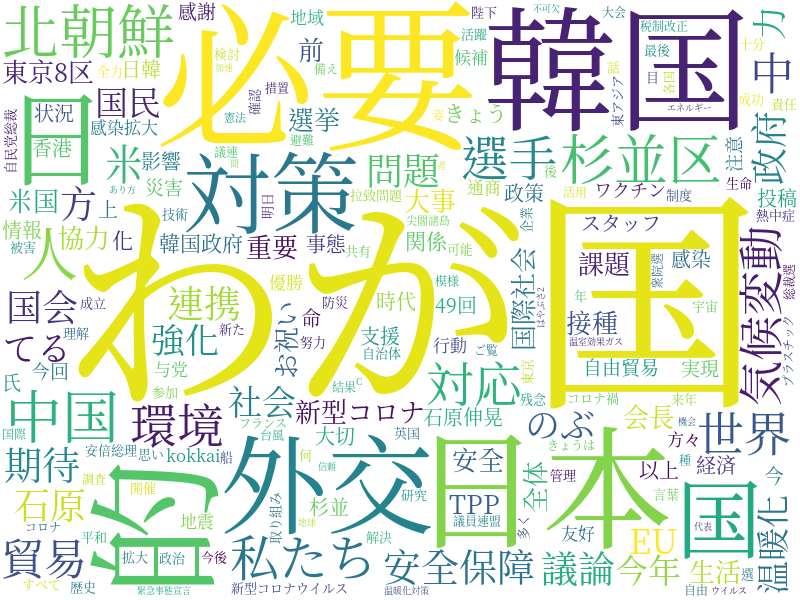 北朝鮮
感謝
地域
陛下
不可欠
大会
税制改正
必要
韓国
力
東京8区
全力
日韓
検討
加速
前
活躍
候補
最後
十分
国民
備え
措置
話
目
各国
中
責任
自民党総裁
状況
日
香港
感染拡大
憲法
確認
選挙
きょう
東アジア
エネルギー
成功
政府
米
影響
議連
避難
対策
問題
選手
杉並区
注意
災害
米国
方
上
技術
明日
拉致問題
大事
通商
後
政策
活用
ワクチン
制度
生命
投稿
熱中症
あり方
人
情報
被害
協力
化
韓国政府
重要
事態
共有
尖閣諸島
関係
可能
企業
スタッフ
衆院選
総裁選
わが国
国会
成立
連携
優勝
防災
模様
時代
国際社会
はやぶさ2
課題
感染
年
宇宙
気候変動
プラスチック
てる
理解
強化
新た
お祝い
命
努力
49回
支援
自治体
行動
ご覧
接種
温室効果ガス
自由貿易
実現
氏
今回
与党
参加
社会
結果
C
東京
残念
コロナ禍
来年
中国
環境
新型コロナ
対応
石原伸晃
のぶ
会長
機会
国際
安倍総理
思い
kokkai
船
フランス
台風
大切
英国
きょうは
方々
種
世界
期待
調査
開催
何
信頼
外交
日本
安全
管理
全体
以上
経済
今
石原
地震
取り組み
杉並
研究
TPP
議員連盟
言葉
国
代表
温暖化
コロナ
平和
地球
解決
多く
友好
EU
貿易
拡大
政治
今後
私たち
安全保障
議論
今年
生活
選
すべて
歴史
緊急事態宣言
新型コロナウイルス
温暖化対策
自由
ウイルス